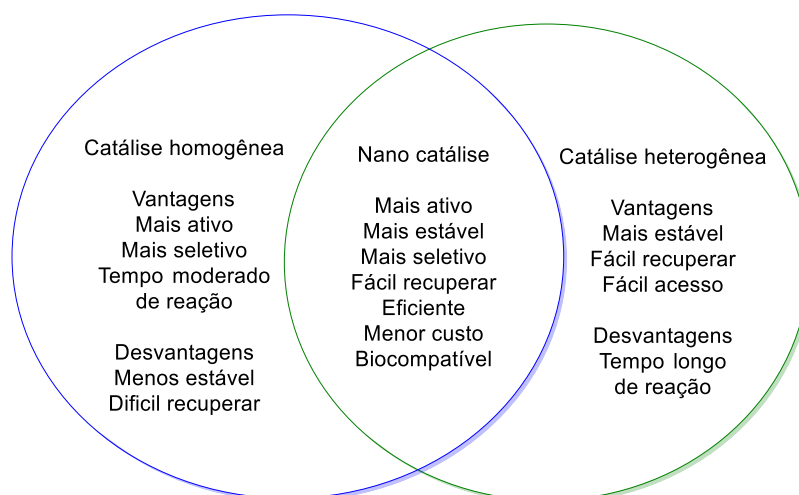 Catálise homogênea
Vantagens
Mais ativo
Mais seletivo
Tempo moderado
de reação
Desvantagens
Menos estável
Dificil recuperar
Nano catálise
Mais ativo
Mais estável
Mais seletivo
Fácil recuperar
Eficiente
Menor custo
Biocompatível
Catálise heterogênea
Vantagens
Mais estável
Fácil recuperar
Fácil acesso
Desvantagens
Tempo longo
de reação